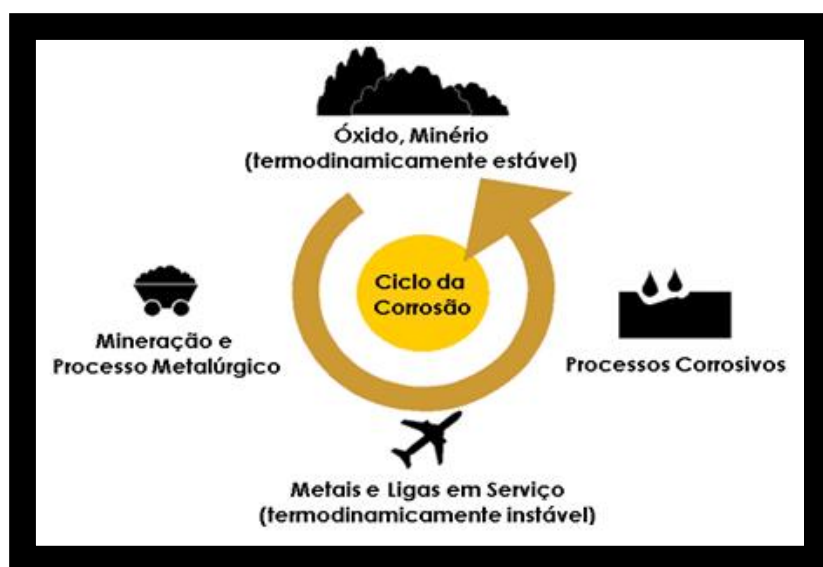 Óxido, Minério
(termodinamicamente estável)
Ciclo da
Corrosão
Mineração e
Processo Metalúrgico
Processos Corrosivos
Metais e Ligas em Serviço
(termodinamicamente instável)